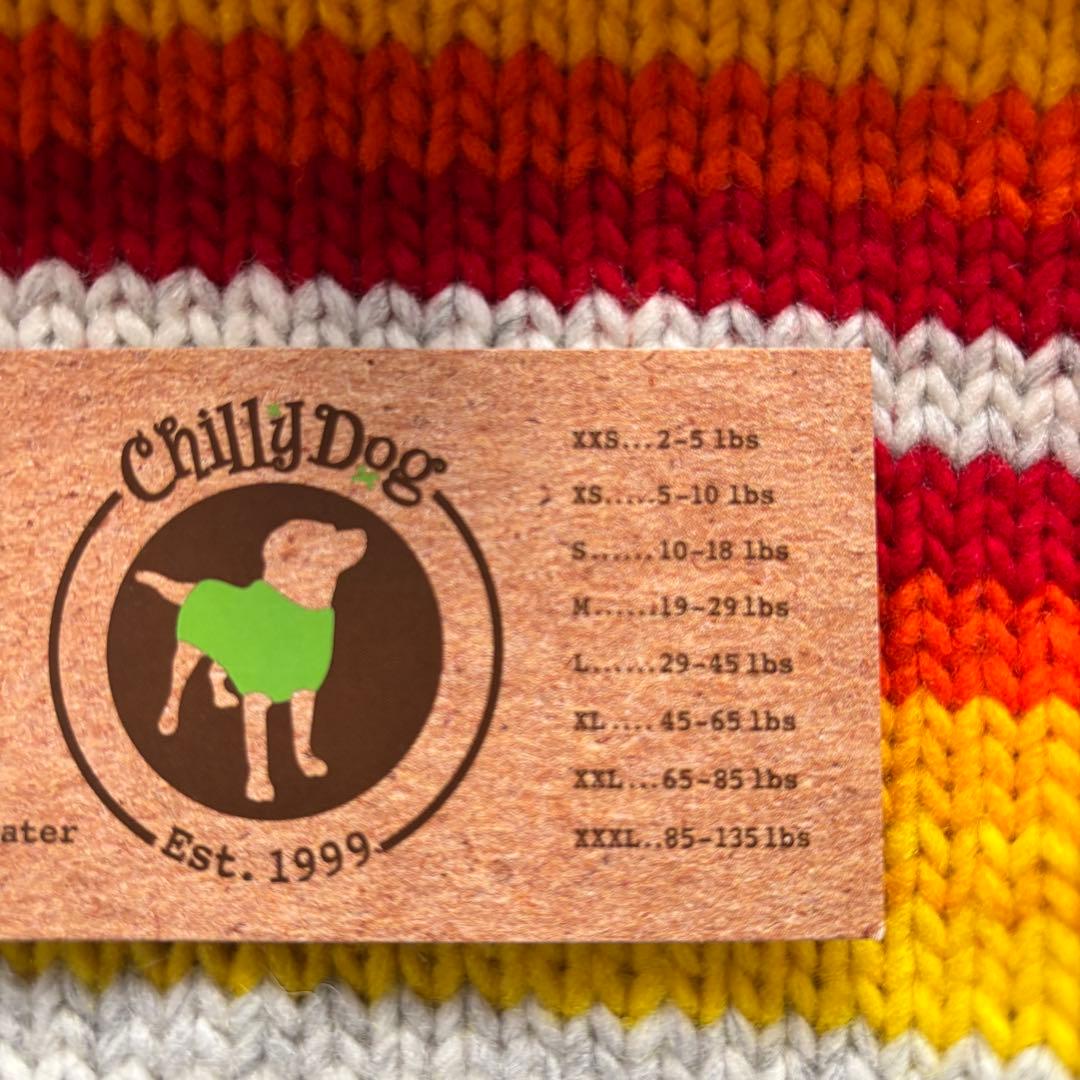 Chilly Dog
XXS...2-5 lbs
XS.....5-10 lbs
S.......10-18 lbs
M.......19-29 lbs
L.......29-45 lbs
XL....45-65 lbs
XXL...65-85 lbs
XXXL..85-135 lbs
ater
Est. 1999